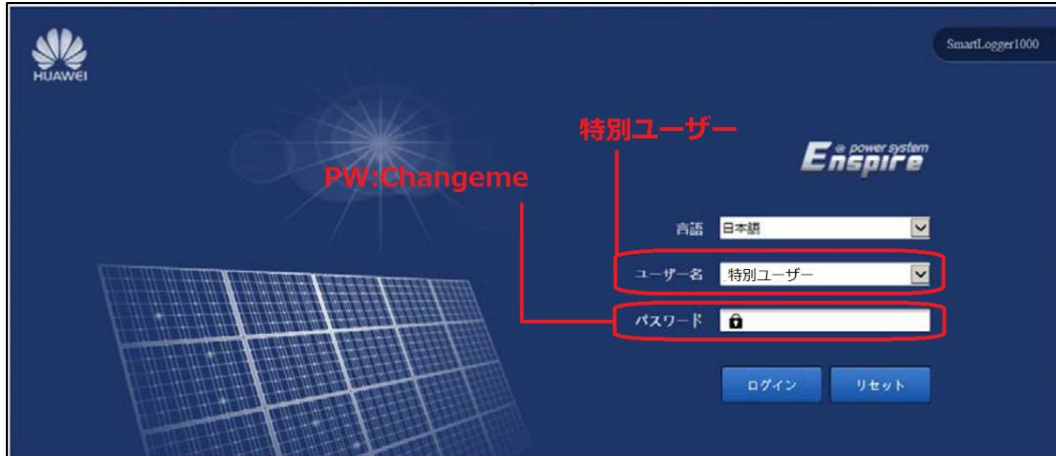 HUAWEI
SmartLogger1000
特別ユーザー
Enspire @ power system
PW:Changeme
言語 日本語
ユーザー名 特別ユーザー
パスワード
ログイン リセット